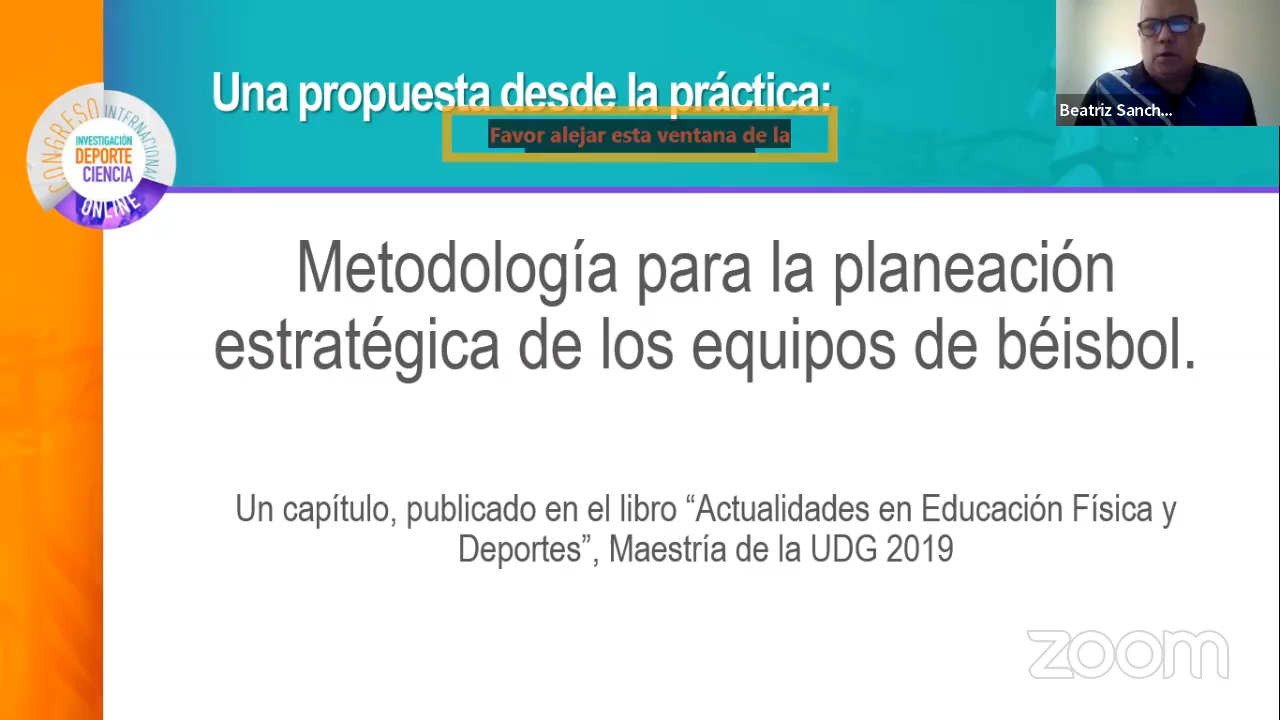 Una propuesta desde la práctica:
Favor alejar esta ventana de la
Beatriz Sanch...
CONGRESO INTERNACIONAL
INVESTIGACIÓN
DEPORTE
CIENCIA
ONLINE
Metodología para la planeación
estratégica de los equipos de béisbol.
Un capítulo, publicado en el libro “Actualidades en Educación Física y
Deportes”, Maestría de la UDG 2019
zoom